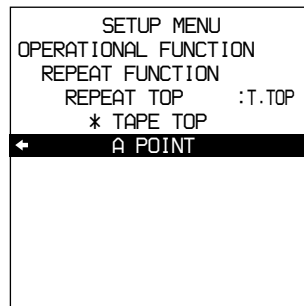 SETUP MENU
OPERATIONAL FUNCTION
REPEAT FUNCTION
REPEAT TOP :T.TOP
* TAPE TOP
← A POINT